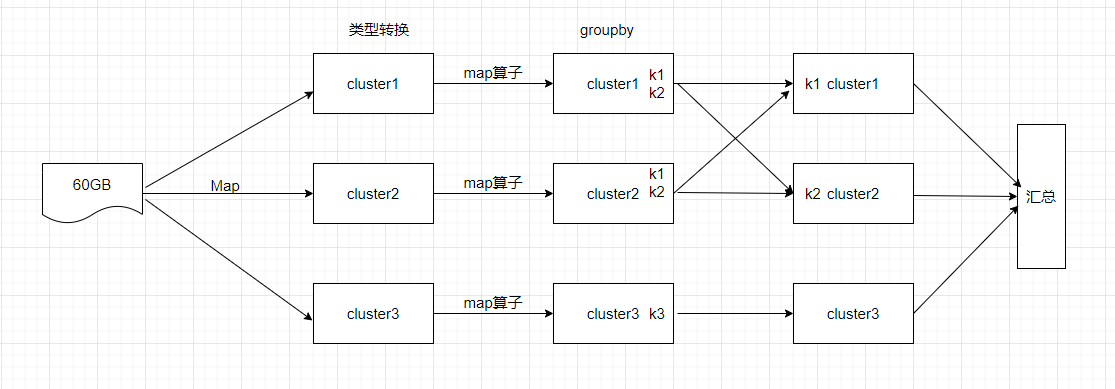 类型转换
groupby
cluster1
map算子
cluster1
k1
k2
k1 cluster1
60GB
Map
cluster2
map算子
cluster2
k1
k2
k2 cluster2
汇总
cluster3
map算子
cluster3 k3
cluster3